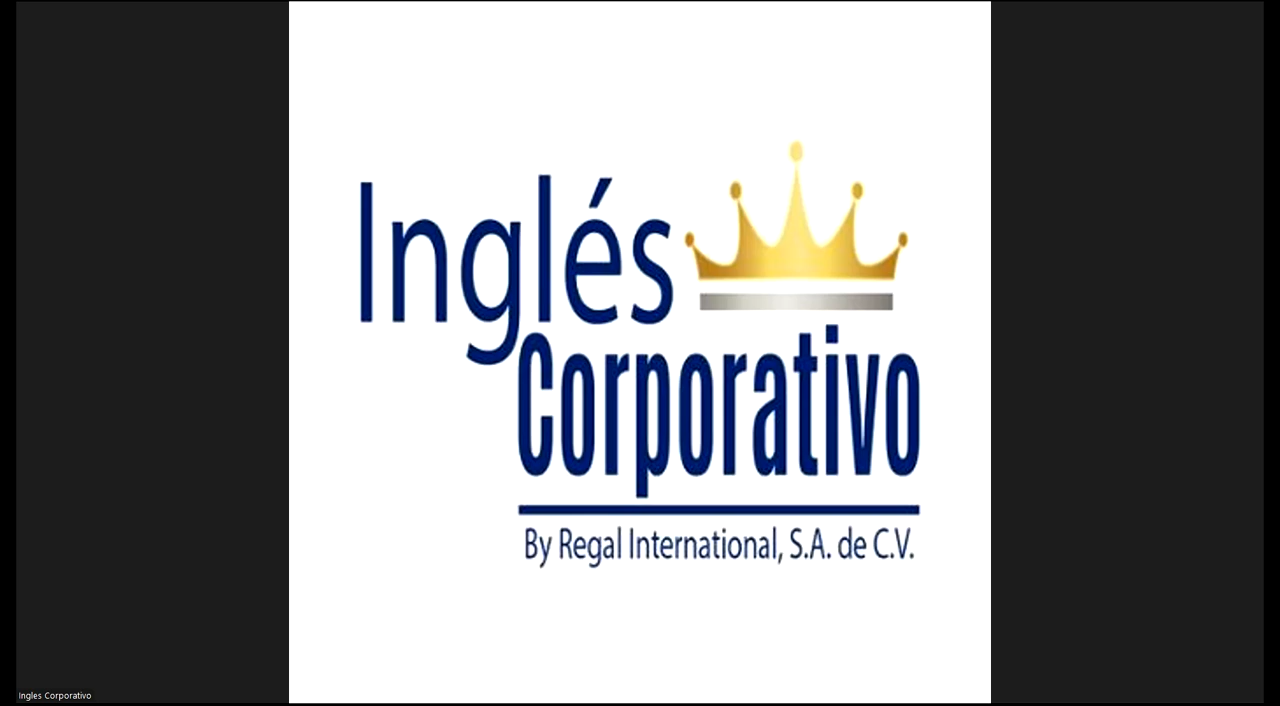 Inglés
Corporativo
By Regal International, S.A. de C.V.
Ingles Corporativo